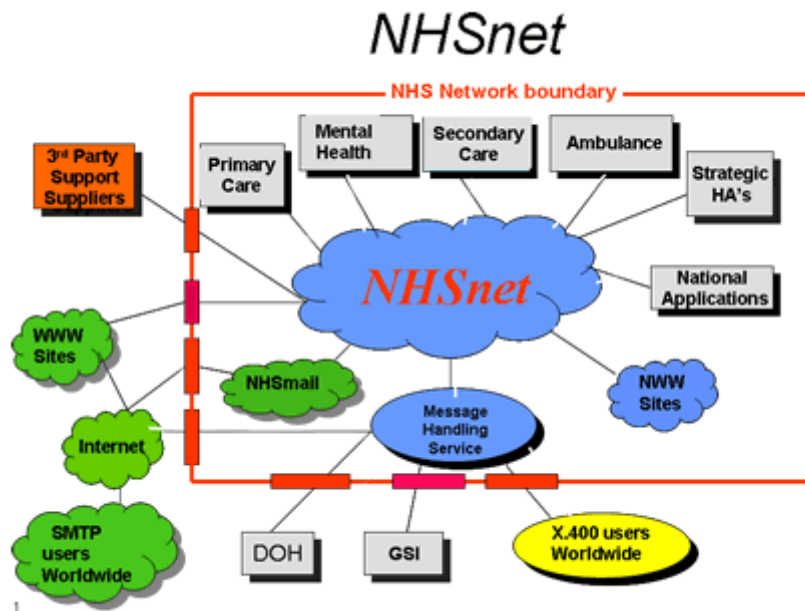 NHSnet
NHS Network boundary
3rd Party
Support
Suppliers
Primary
Care
Mental
Health
Secondary
Care
Ambulance
Strategic
HA's
National
Applications
NHSnet
WWW
Sites
NHSmail
NWW
Sites
Internet
Message
Handling
Service
SMTP
users
Worldwide
DOH
GSI
X.400 users
Worldwide
1